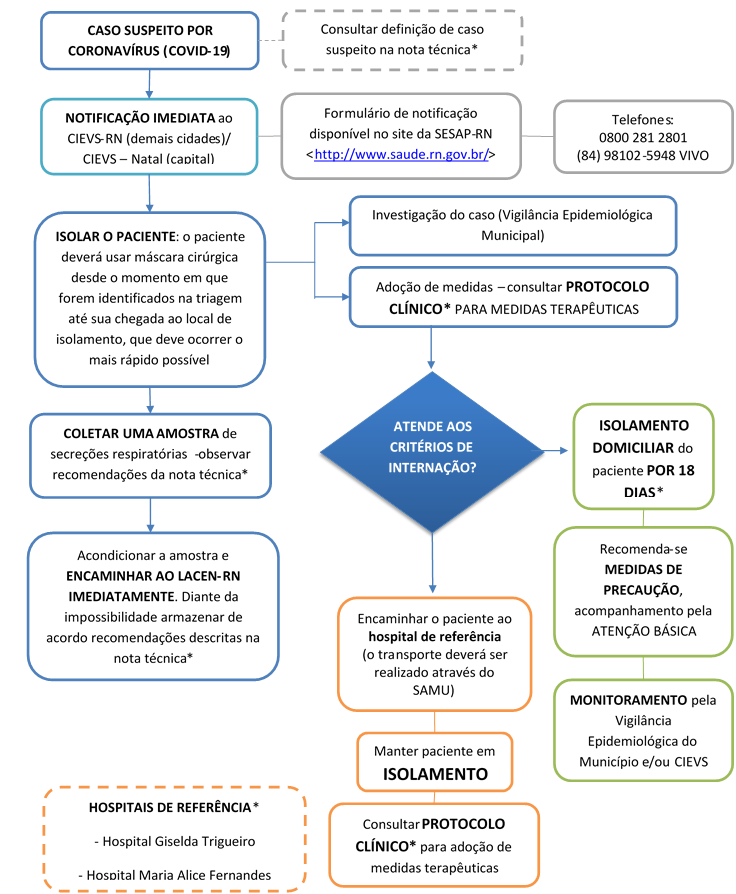 CASO SUSPEITO POR
CORONAVÍRUS (COVID-19)
Consultar definição de caso
suspeito na nota técnica*
NOTIFICAÇÃO IMEDIATA ao
CIEVS-RN (demais cidades)/
CIEVS – Natal (capital)
Formulário de notificação
disponível no site da SESAP-RN
<http://www.saude.rn.gov.br/>
Telefones:
0800 281 2801
(84) 98102-5948 VIVO
ISOLAR O PACIENTE: o paciente
deverá usar máscara cirúrgica
desde o momento em que
forem identificados na triagem
até sua chegada ao local de
isolamento, que deve ocorrer o
mais rápido possível
Investigação do caso (Vigilância Epidemiológica
Municipal)
Adoção de medidas – consultar PROTOCOLO
CLÍNICO* PARA MEDIDAS TERAPÊUTICAS
COLETAR UMA AMOSTRA de
secreções respiratórias -observar
recomendações da nota técnica*
ATENDE AOS
CRITÉRIOS DE
INTERNAÇÃO?
ISOLAMENTO
DOMICILIAR do
paciente POR 18
DIAS*
Acondicionar a amostra e
ENCAMINHAR AO LACEN-RN
IMEDIATAMENTE. Diante da
impossibilidade armazenar de
acordo recomendações descritas na
nota técnica*
Recomenda-se
MEDIDAS DE
PRECAUÇÃO,
acompanhamento pela
ATENÇÃO BÁSICA
Encaminhar o paciente ao
hospital de referência
(o transporte deverá ser
realizado através do
SAMU)
MONITORAMENTO pela
Vigilância
Epidemiológica do
Município e/ou CIEVS
Manter paciente em
ISOLAMENTO
HOSPITAIS DE REFERÊNCIA*
- Hospital Giselda Trigueiro
- Hospital Maria Alice Fernandes
Consultar PROTOCOLO
CLÍNICO* para adoção de
medidas terapêuticas